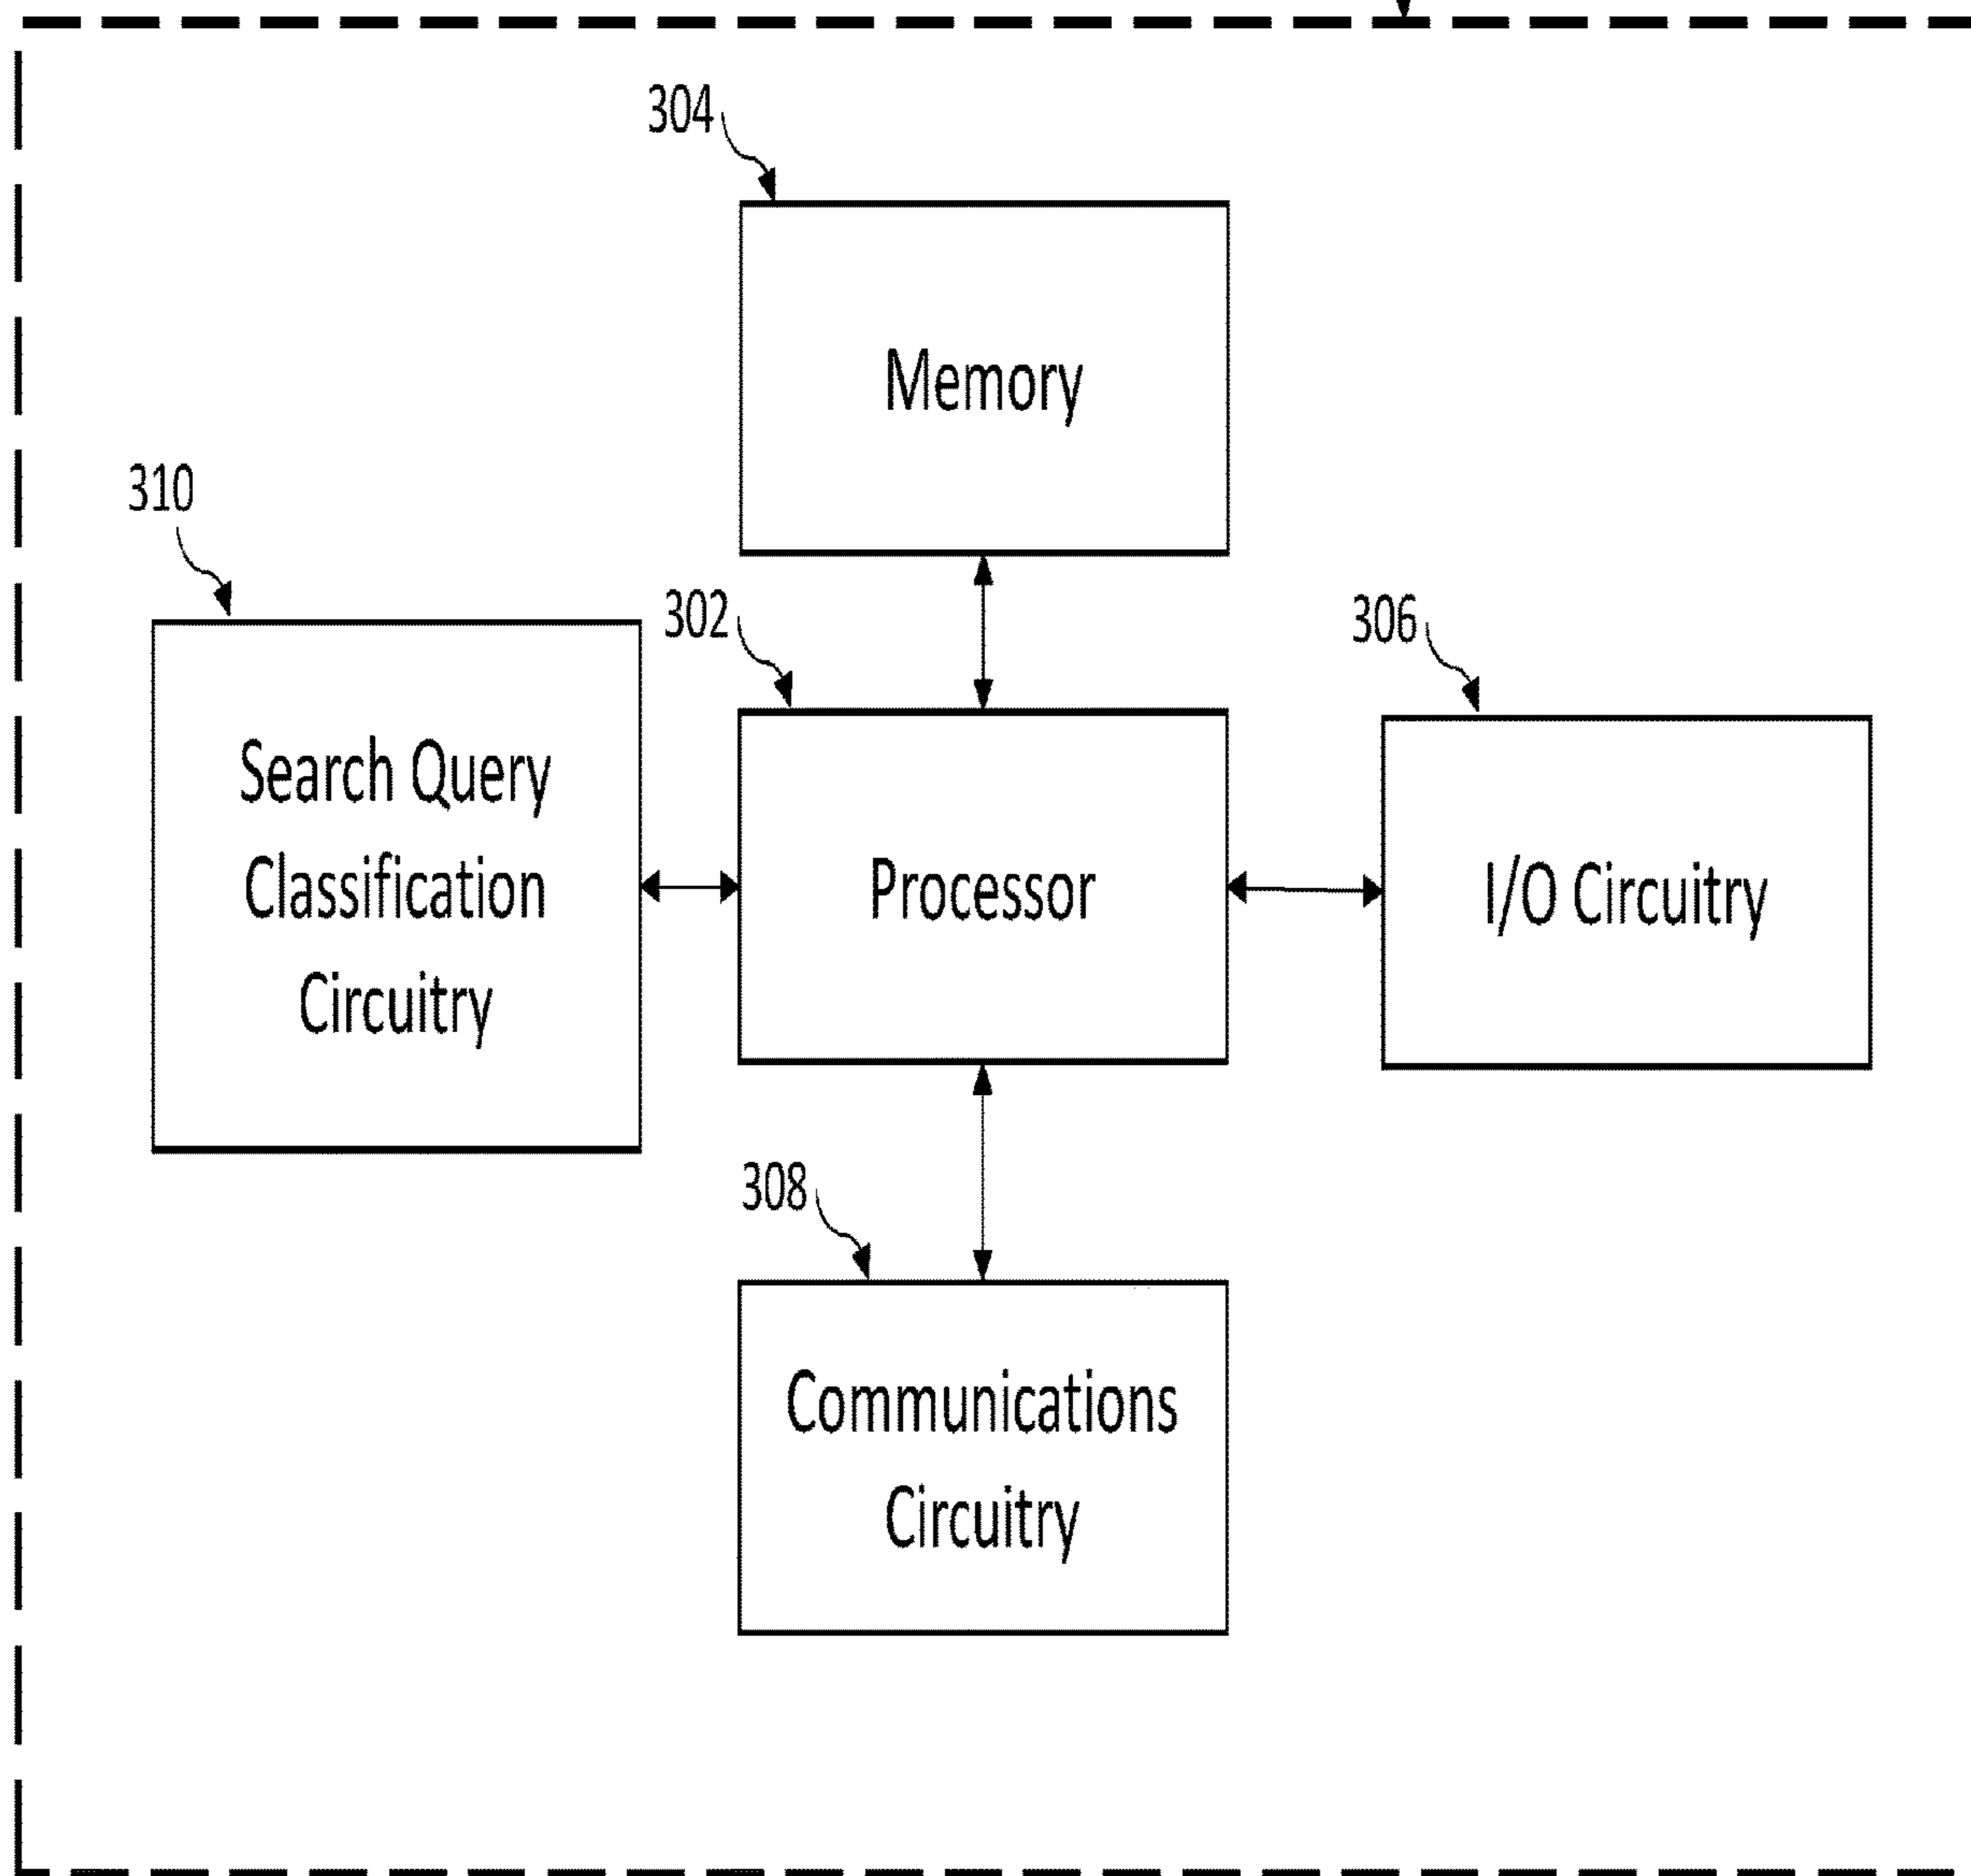 304
Memory
310
302
306
Search Query
Classification
Circuitry
Processor
I/O Circuitry
308
Communications
Circuitry